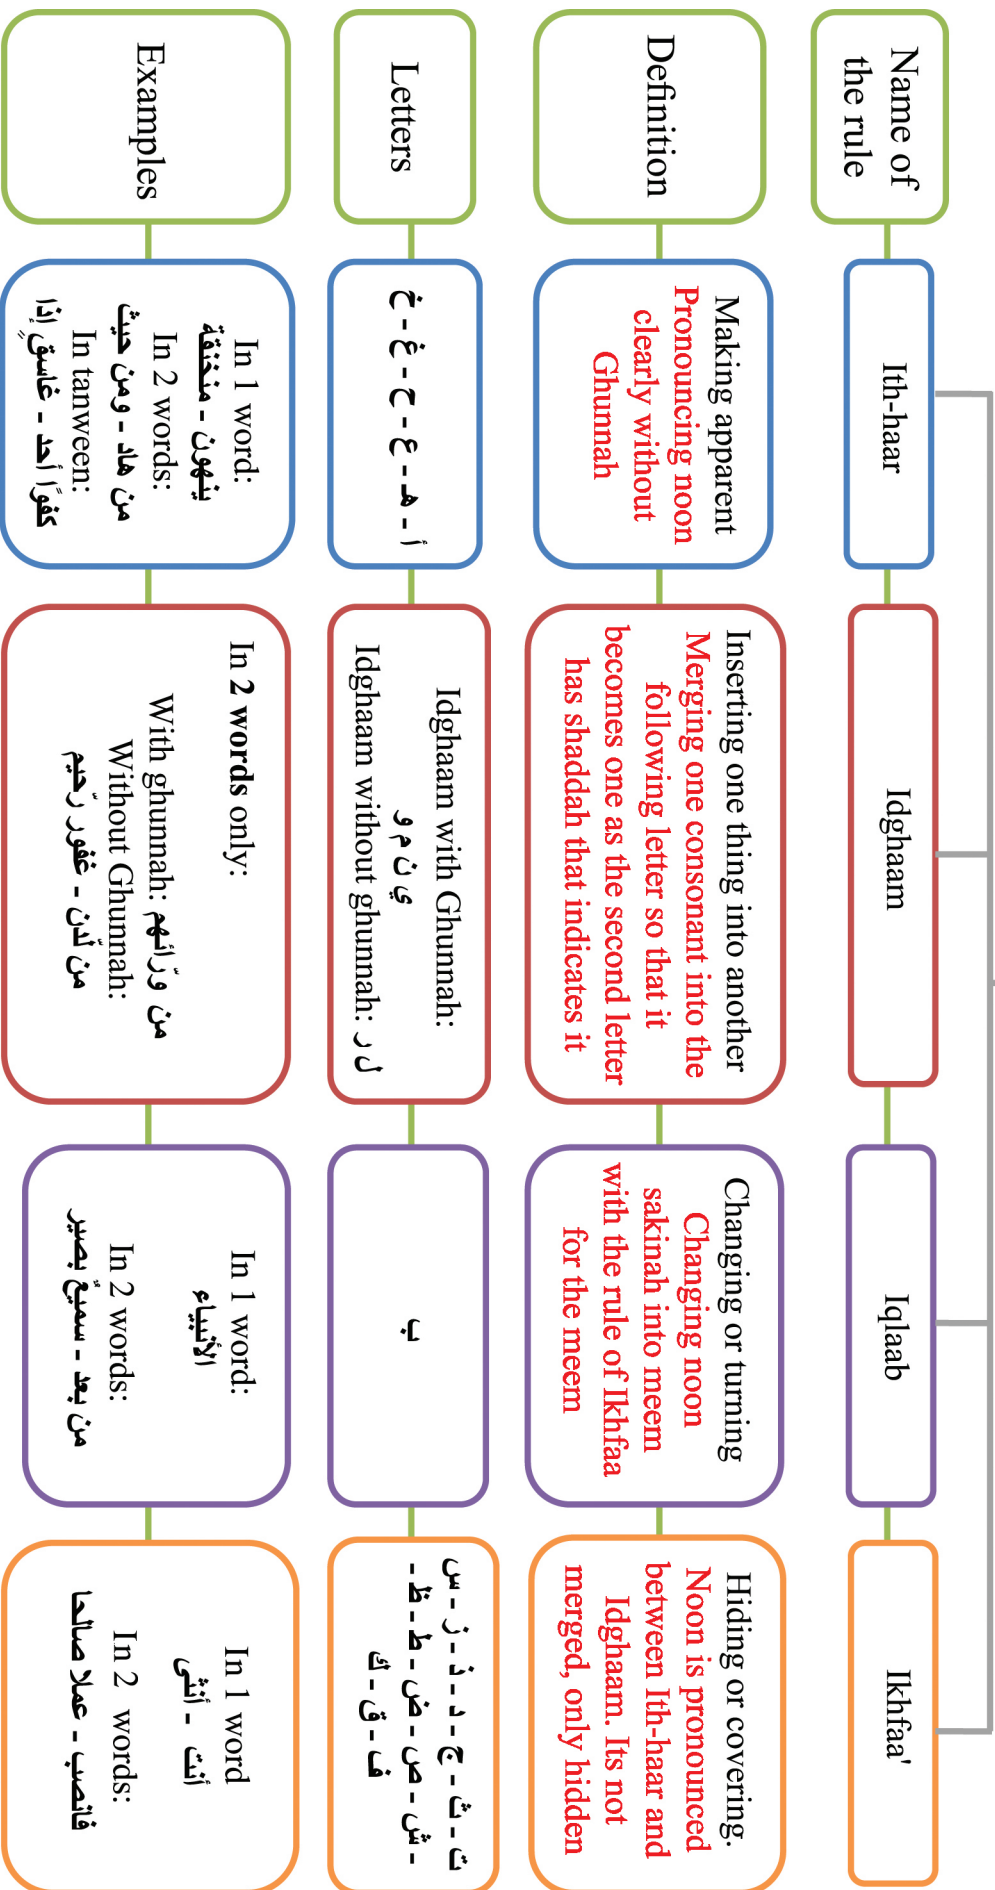 Name of
the rule
Ith-haar
Idghaam
Iqlaab
Ikhfaa'
Definition
Making apparent
Pronouncing noon
clearly without
Ghunnah
Inserting one thing into another
Merging one consonant into the
following letter so that it
becomes one as the second letter
has shaddah that indicates it
Changing or turning
Changing noon
sakinah into meem
with the rule of Ikhfaa
for the meem
Hiding or covering.
Noon is pronounced
between Ith-haar and
Idghaam. Its not
merged, only hidden
Letters
أ - هـ - ع - ح - غ - خ
Idghaam with Ghunnah:
ي ن م و
Idghaam without ghunnah: ل ر
ب
ت - ث - ج - د - ذ - ز - س
- ش - ص - ض - ط - ظ -
ف - ق - ك
Examples
In 1 word:
ينهون - منخنقة
In 2 words:
من هاد - ومن حيث
In tanween:
كفوًا أحد - غاسقٍ إذا
In 2 words only:
With ghunnah: من وّرائهم
Without Ghunnah:
من لّدن - غفور رّحيم
In 1 word:
الأنبياء
In 2 words:
من بعد - سميعٌ بصير
In 1 word
أنت - أنثى
In 2 words:
فانصب - عملا صالحا